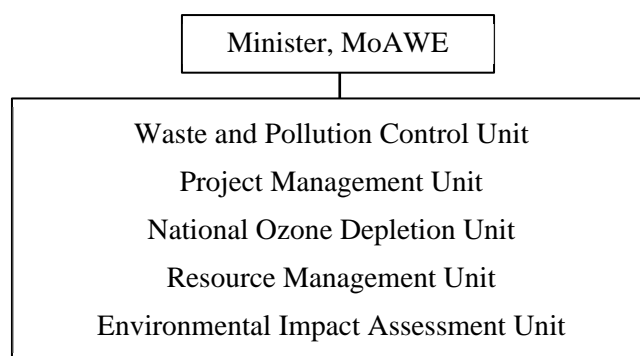 Minister, MoAWE
Waste and Pollution Control Unit
Project Management Unit
National Ozone Depletion Unit
Resource Management Unit
Environmental Impact Assessment Unit